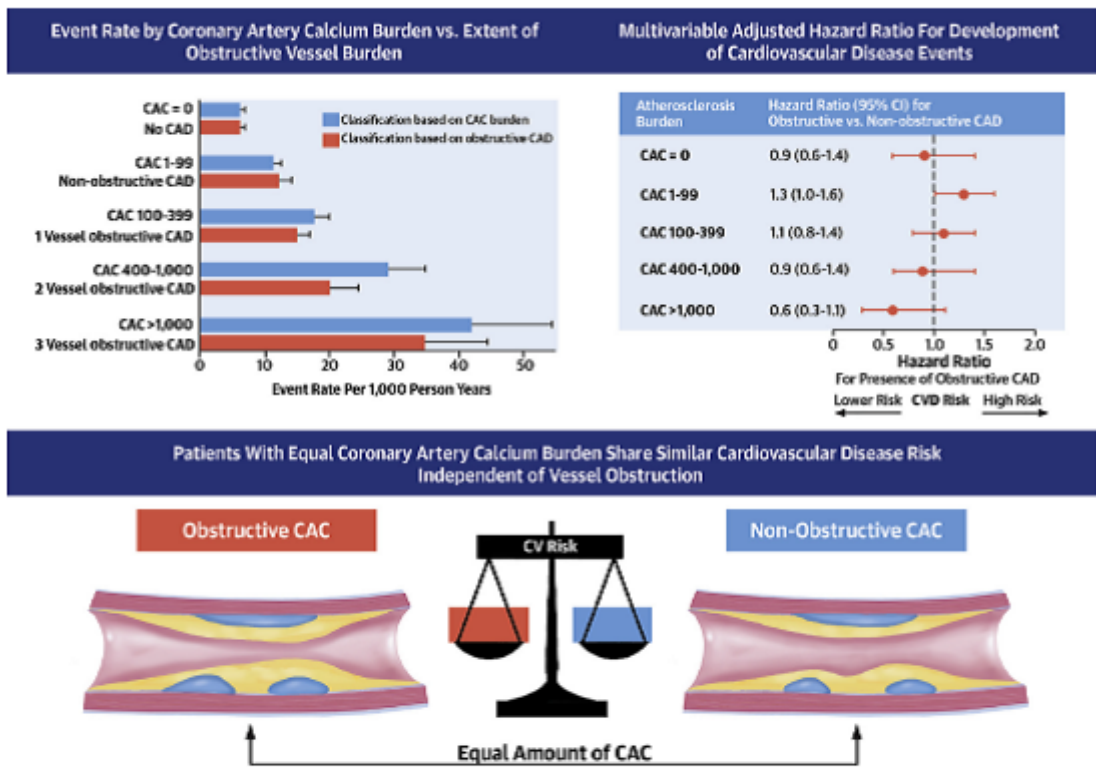 Event Rate by Coronary Artery Calcium Burden vs. Extent of
Obstructive Vessel Burden
CAC = 0
No CAD
CAC 1-99
Non-obstructive CAD
CAC 100-399
1 Vessel obstructive CAD
CAC 400-1,000
2 Vessel obstructive CAD
CAC >1,000
3 Vessel obstructive CAD
Classification based on CAC burden
Classification based on obstructive CAD
0 10 20 30 40 50
Event Rate Per 1,000 Person Years
Multivariable Adjusted Hazard Ratio For Development
of Cardiovascular Disease Events
Atherosclerosis Hazard Ratio (95% CI) for
Burden Obstructive vs. Non-obstructive CAD
CAC = 0 0.9 (0.6-1.4)
CAC 1-99 1.3 (1.0-1.6)
CAC 100-399 1.1 (0.8-1.4)
CAC 400-1,000 0.9 (0.6-1.4)
CAC >1,000 0.6 (0.3-1.1)
0 0.5 1.0 1.5 2.0
Hazard Ratio
For Presence of Obstructive CAD
Lower Risk CVD Risk High Risk
Patients With Equal Coronary Artery Calcium Burden Share Similar Cardiovascular Disease Risk
Independent of Vessel Obstruction
Obstructive CAC
CV Risk
Non-Obstructive CAC
Equal Amount of CAC